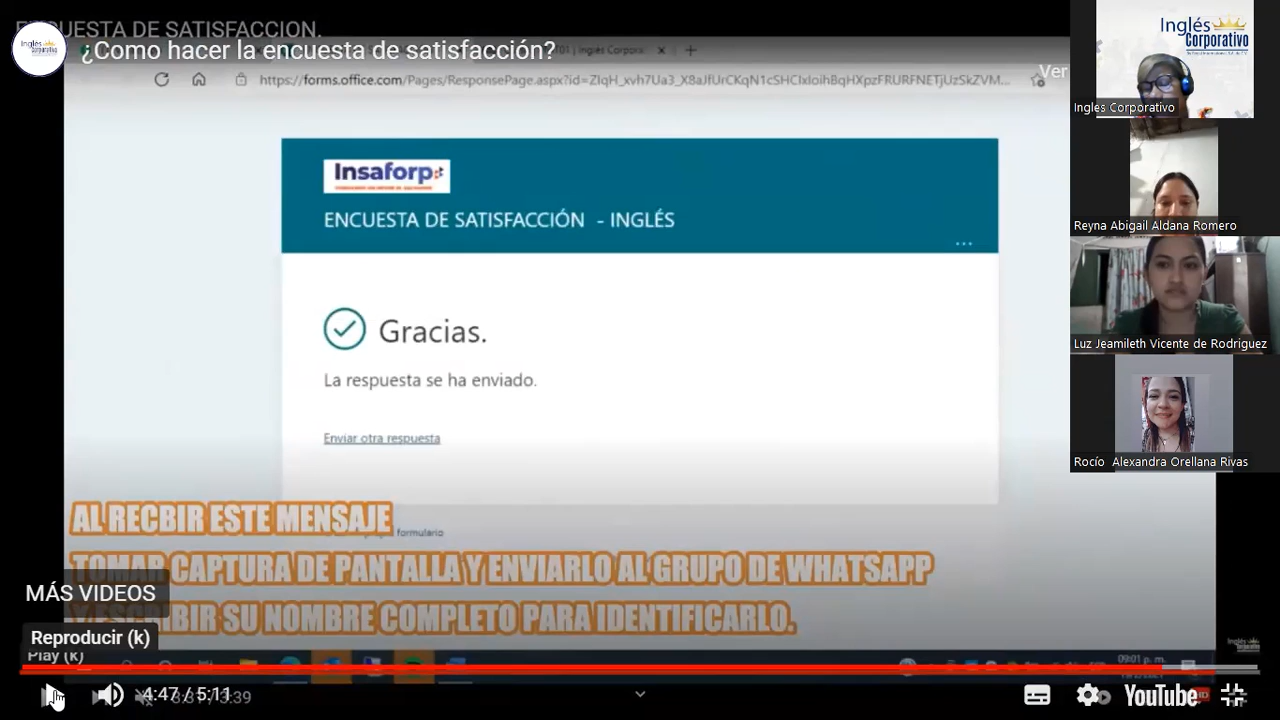 ENCUESTA DE SATISFACCION.
¿Como hacer la encuesta de satisfacción?
https://forms.office.com/Pages/ResponsePage.aspx?id=
Ver
Inglés
Corporativo
Ingles Corporativo
Reyna Abigail Aldana Romero
Luz Jeamileth Vicente de Rodriguez
Rocío Alexandra Orellana Rivas
Insaforp
ENCUESTA DE SATISFACCIÓN - INGLÉS
...
Gracias.
La respuesta se ha enviado.
Enviar otra respuesta
formulario
AL RECBIR ESTE MENSAJE
TOMAR CAPTURA DE PANTALLA Y ENVIARLO AL GRUPO DE WHATSAPP
Y ESCRIBIR SU NOMBRE COMPLETO PARA IDENTIFICARLO.
MÁS VIDEOS
Reproducir (k)
Play (k)
09:01 p. m.
4:47 / 5:11
YouTube